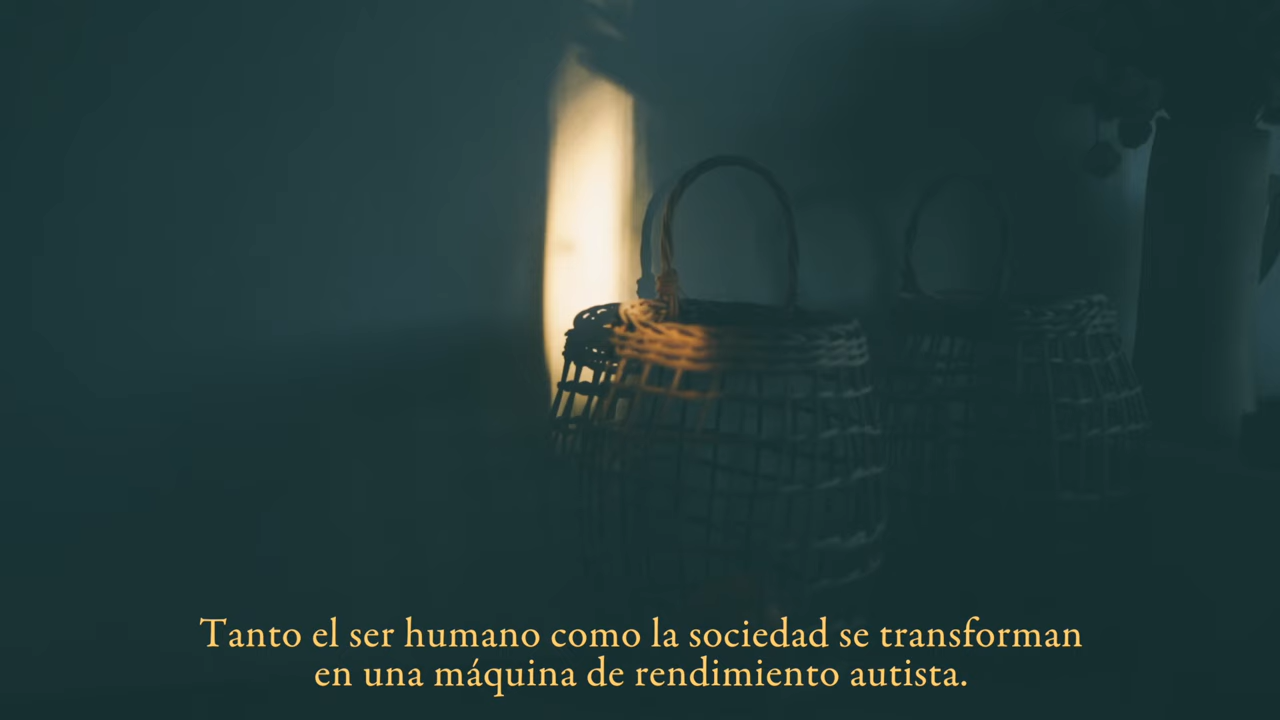 Tanto el ser humano como la sociedad se transforman
en una máquina de rendimiento autista.